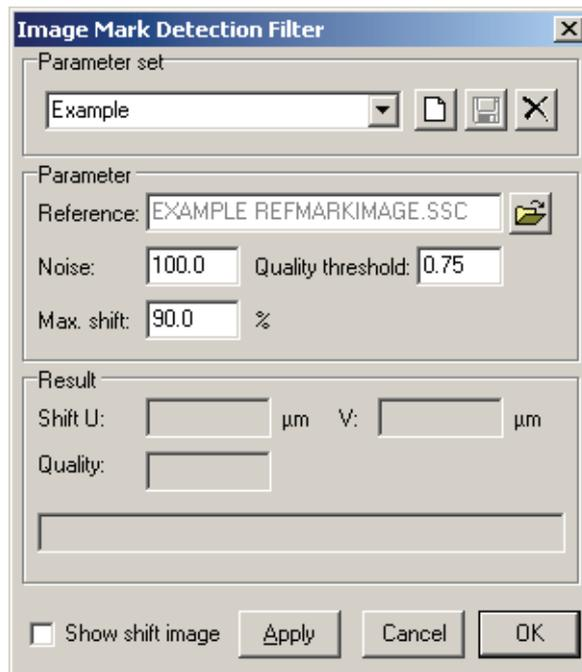 Image Mark Detection Filter
Parameter set
Example
Parameter
Reference: EXAMPLE REFMARKIMAGE.SSC
Noise: 100.0 Quality threshold: 0.75
Max. shift: 90.0 %
Result
Shift U: µm V: µm
Quality:
Show shift image Apply Cancel OK